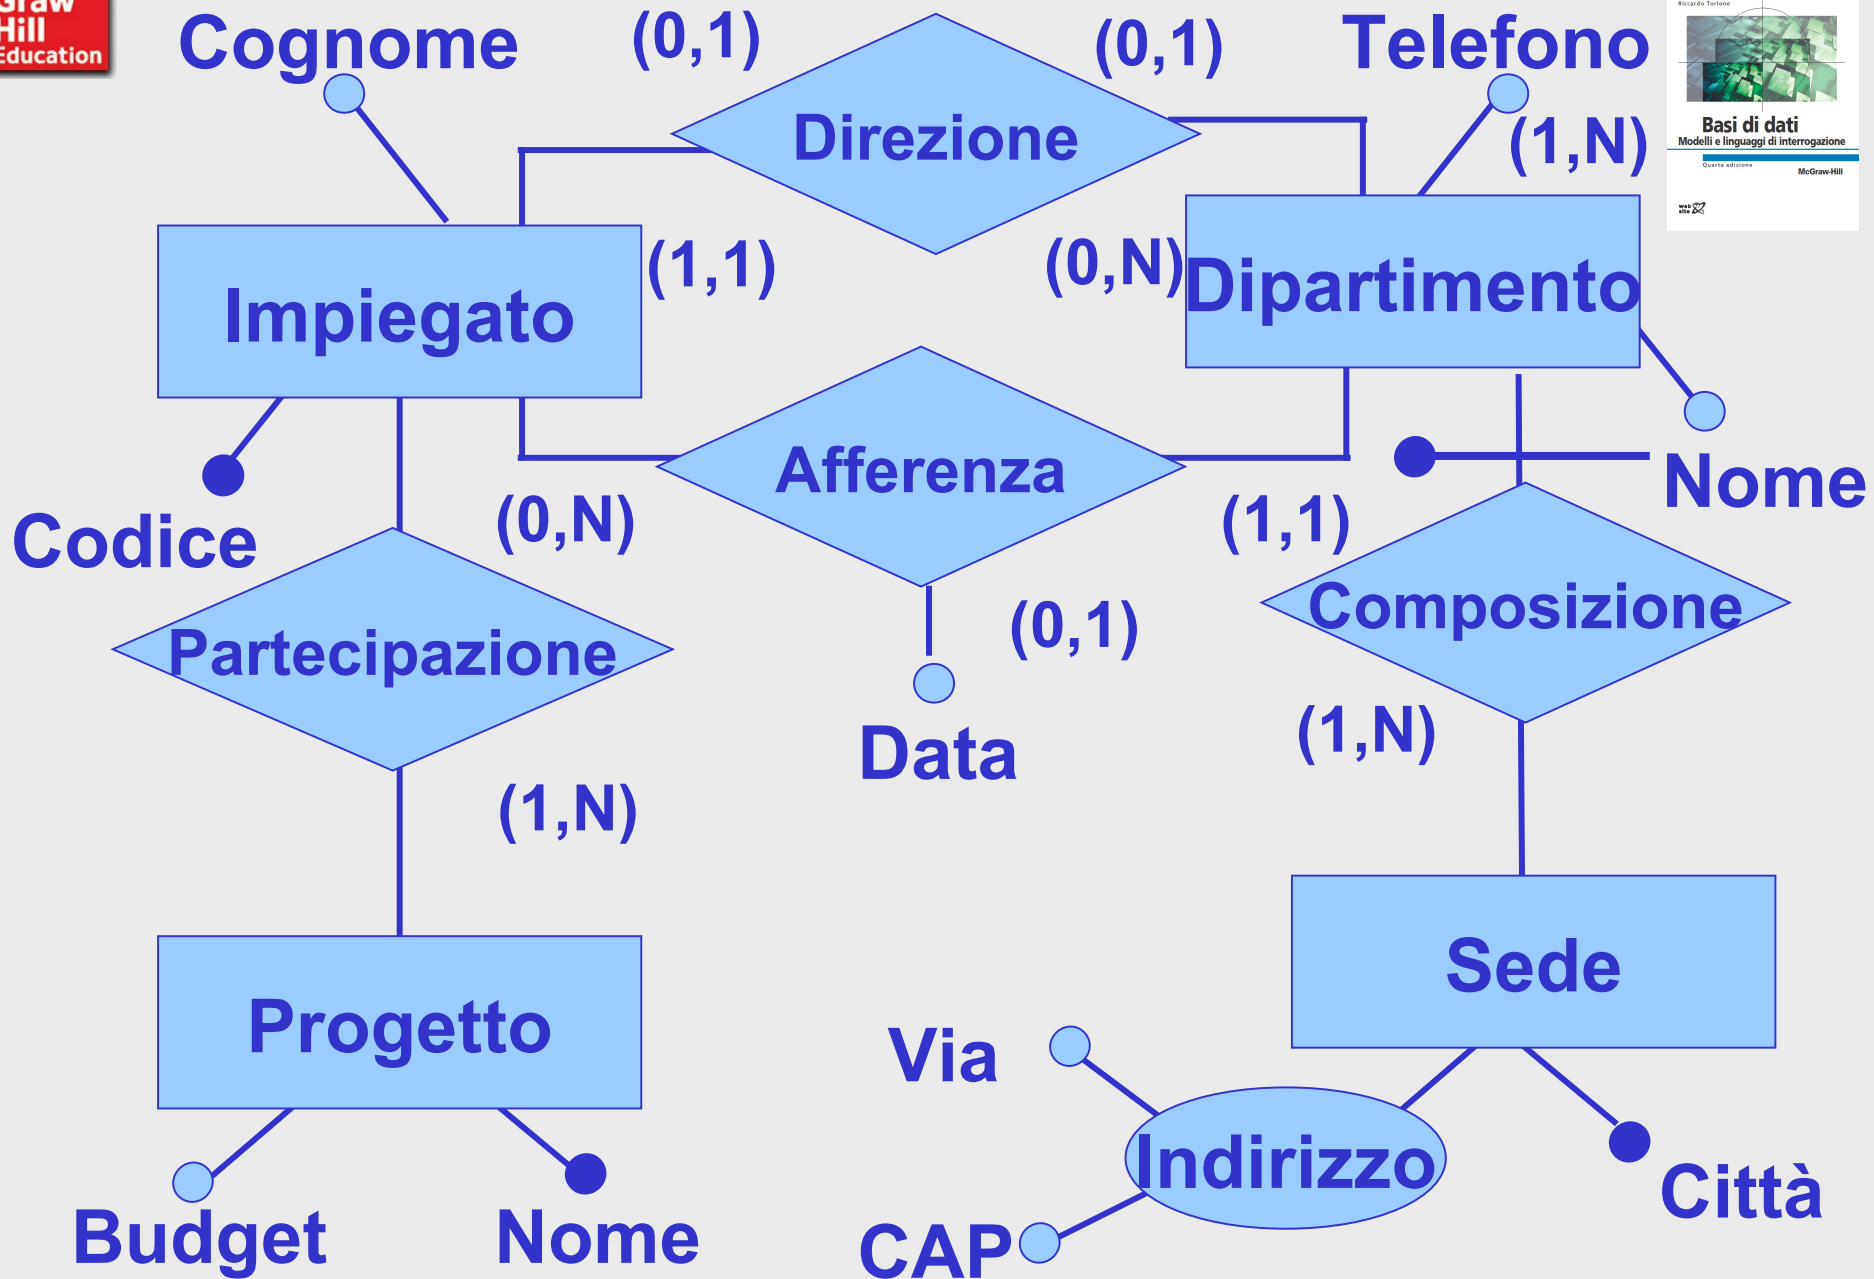 Graw
Hill
Education
Cognome
(0,1)
(0,1)
Telefono
Riccardo Torlone
Basi di dati
Modelli e linguaggi di interrogazione
Quarta edizione
McGraw-Hill
web
site
Direzione
(1,N)
Impiegato
(1,1)
(0,N)
Dipartimento
Afferenza
Nome
Codice
(0,N)
(1,1)
Partecipazione
(0,1)
Composizione
Data
(1,N)
(1,N)
Progetto
Sede
Via
Indirizzo
Città
Budget
Nome
CAP